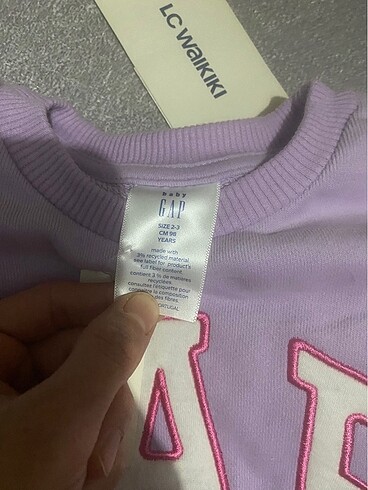 LC WAIKIKI
baby
GAP
SIZE 2-3
CM 98
YEARS
made with
3% recycled material
see label for product's
full fiber content
contient 3 % de matières
recyclées
consultez l'étiquette pour
connaître la composition
des fibres
PORTUGAL
A